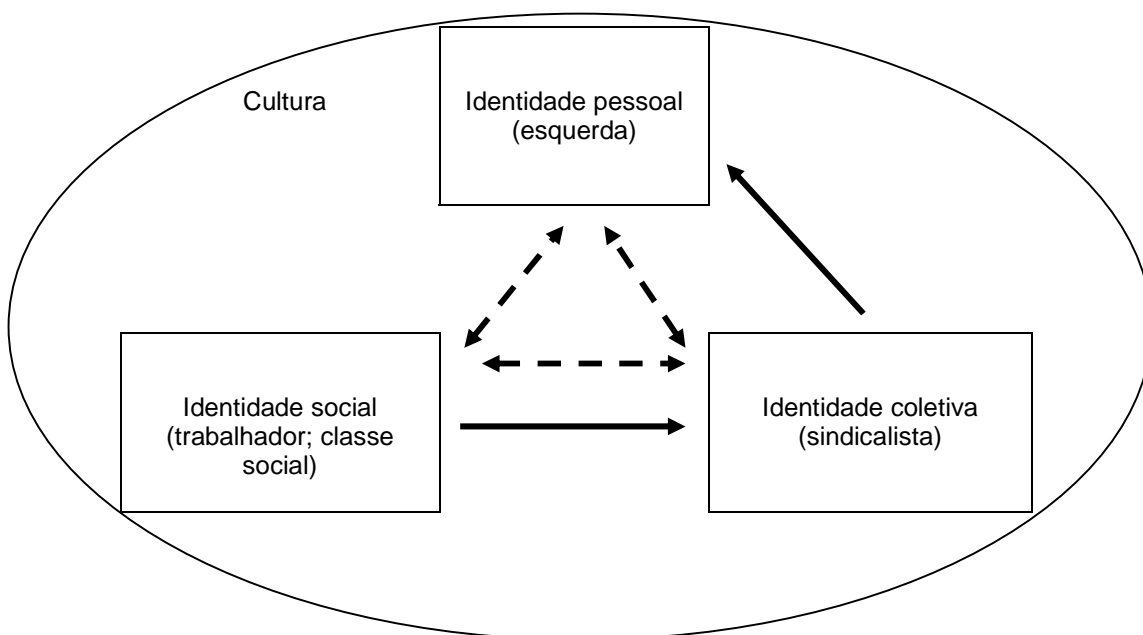 Cultura
Identidade pessoal
(esquerda)
Identidade social
(trabalhador; classe
social)
Identidade coletiva
(sindicalista)